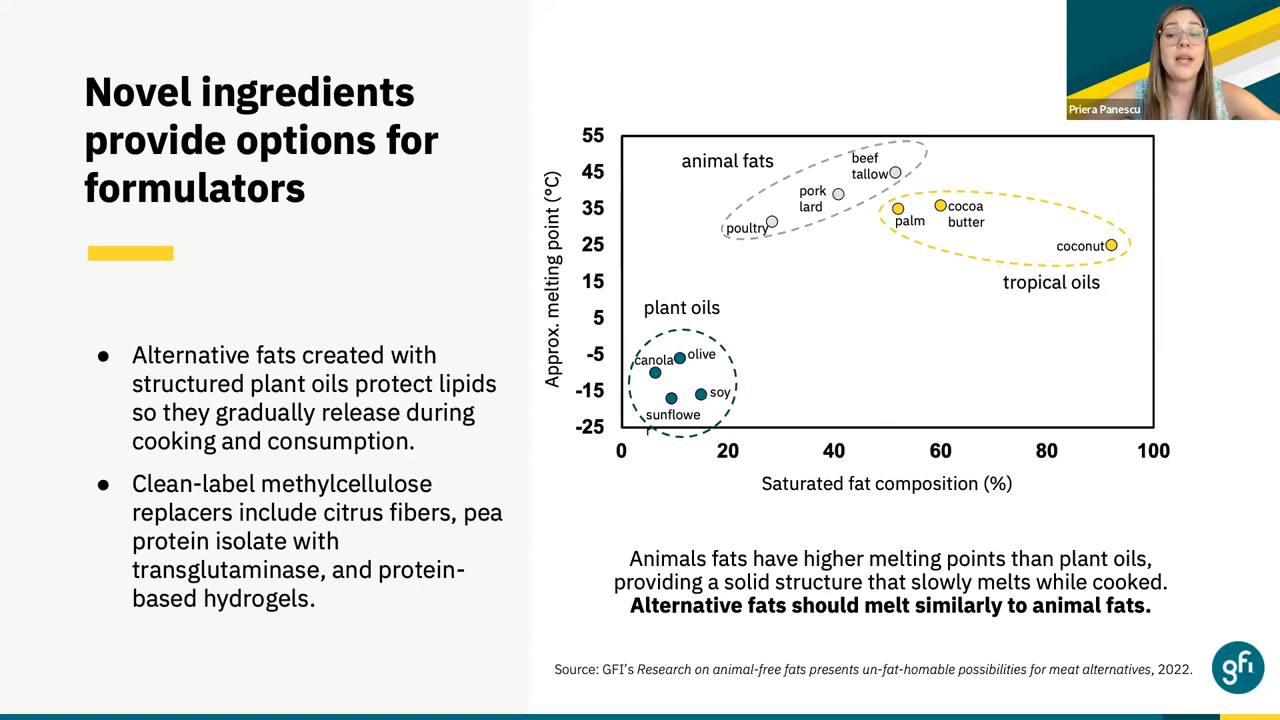 Novel ingredients
provide options for
formulators
● Alternative fats created with
structured plant oils protect lipids
so they gradually release during
cooking and consumption.
● Clean-label methylcellulose
replacers include citrus fibers, pea
protein isolate with
transglutaminase, and protein-
based hydrogels.
Priera Panescu
Approx. melting point (°C)
55
45
35
25
15
5
-5
-15
-25
animal fats
beef
tallow
pork
lard
poultry
palm
cocoa
butter
coconut
tropical oils
plant oils
canola
olive
soy
sunflowe
r
0 20 40 60 80 100
Saturated fat composition (%)
Animals fats have higher melting points than plant oils,
providing a solid structure that slowly melts while cooked.
Alternative fats should melt similarly to animal fats.
Source: GFI's Research on animal-free fats presents un-fat-homable possibilities for meat alternatives, 2022.
gfi